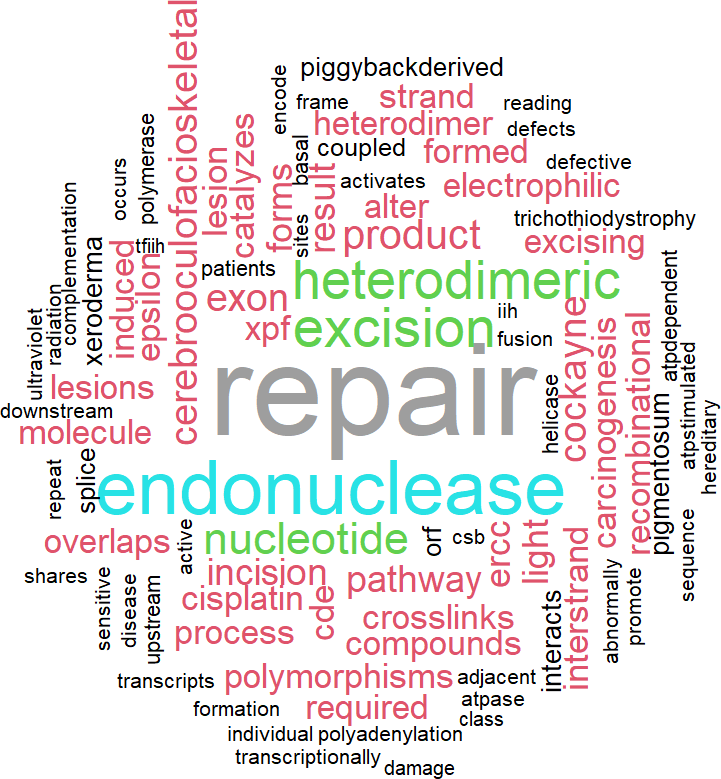 piggybackderived
encode
frame
strand
reading
cerebrooculofacioskeletal
heterodimer
defects
polymerase
basal
coupled
formed
defective
occurs
lesion
catalyzes
forms
result
activates
electrophilic
complementation
sites
alter
trichothiodystrophy
tfiih
product
excising
xeroderma
induced
epsilon
patients
heterodimeric
atpdependent
radiation
exon
iih
ultraviolet
xpf
excision
fusion
cockayne
carcinogenesis
recombinational
lesions
repair
helicase
pigmentosum
atpstimulated
hereditary
downstream
molecule
repeat
splice
endonuclease
overlaps
active
nucleotide
orf
csb
ercc
light
interstrand
sequence
shares
sensitive
disease
upstream
incision
pathway
cisplatin
cde
crosslinks
interacts
abnormally
promote
process
compounds
transcripts
polymorphisms
adjacent
atpase
formation
required
class
individual
polyadenylation
transcriptionally
damage